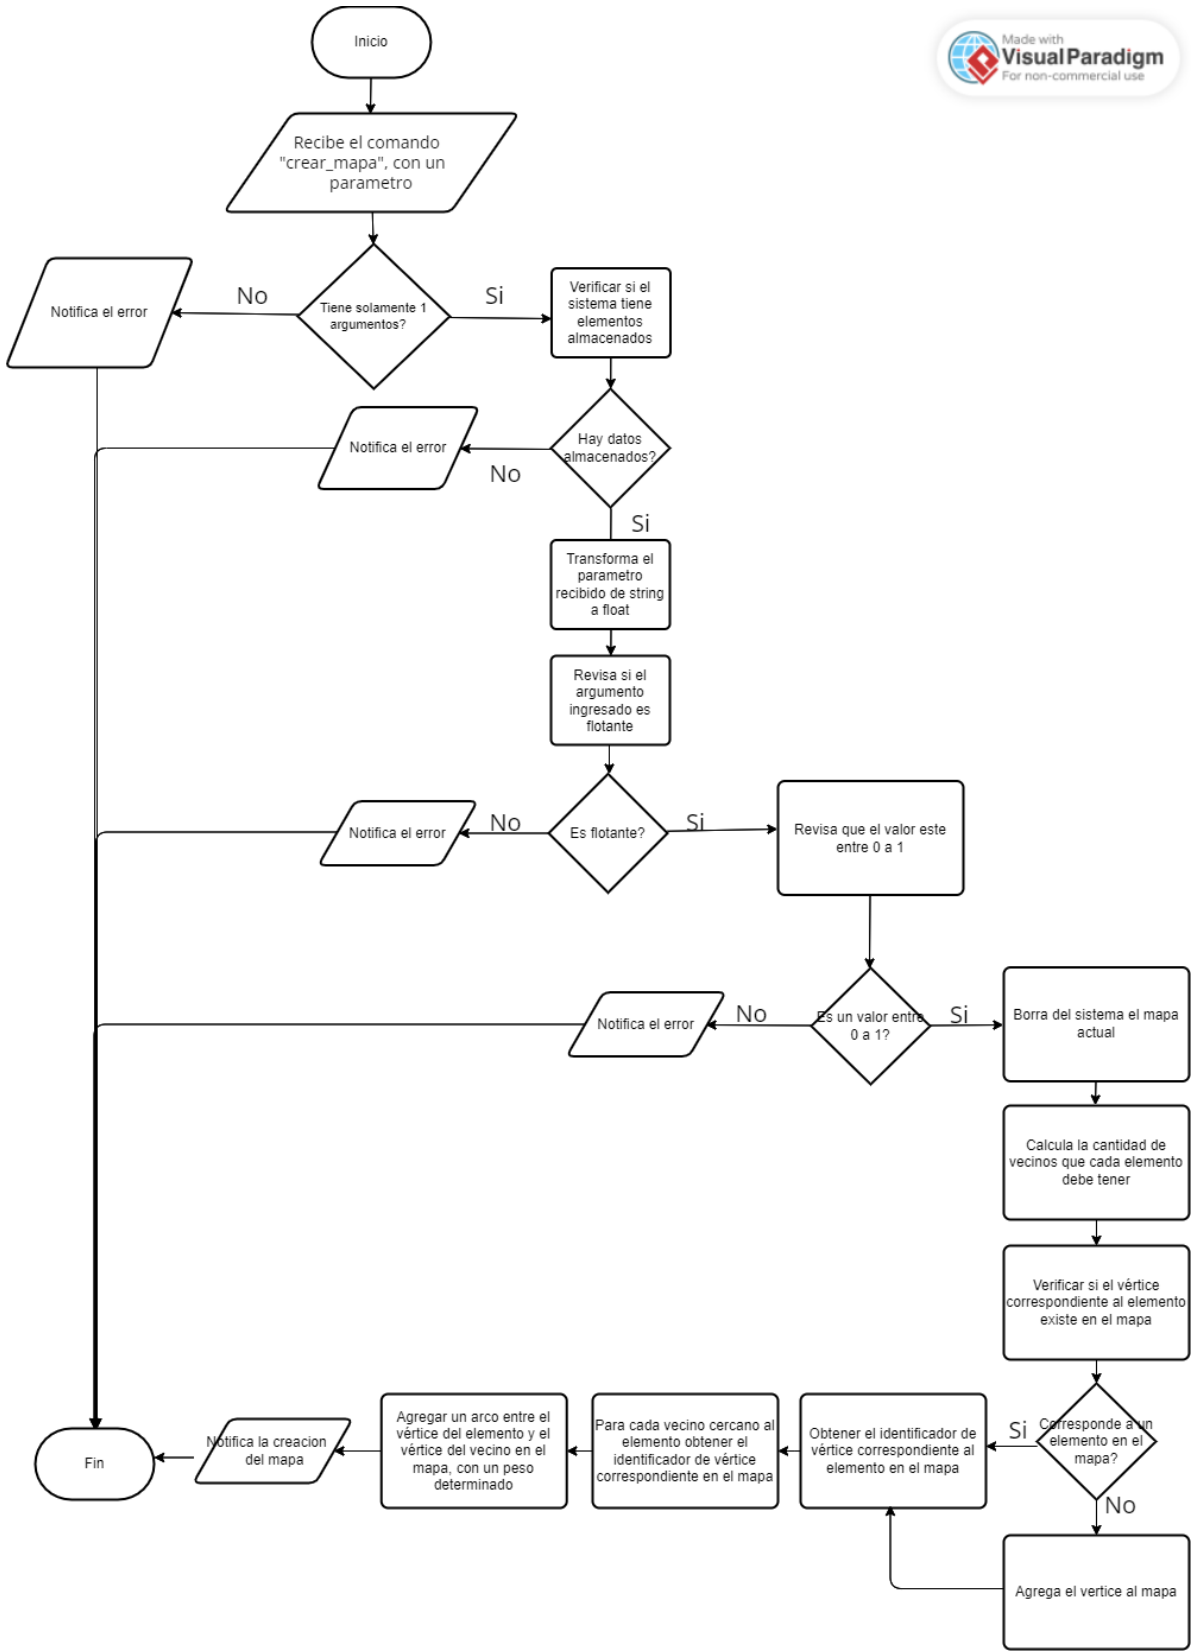 Inicio
Made with
Visual Paradigm
For non-commercial use
Recibe el comando
"crear_mapa", con un
parametro
Notifica el error
No
Tiene solamente 1
argumentos?
Si
Verificar si el
sistema tiene
elementos
almacenados
Notifica el error
No
Hay datos
almacenados?
Si
Transforma el
parametro
recibido de string
a float
Revisa si el
argumento
ingresado es
flotante
Notifica el error
No
Es flotante?
Si
Revisa que el valor este
entre 0 a 1
Notifica el error
No
Es un valor entre
0 a 1?
Si
Borra del sistema el mapa
actual
Calcula la cantidad de
vecinos que cada elemento
debe tener
Verificar si el vértice
correspondiente al elemento
existe en el mapa
Corresponde a un
elemento en el
mapa?
Si
No
Agrega el vertice al mapa
Obtener el identificador de
vértice correspondiente al
elemento en el mapa
Para cada vecino cercano al
elemento obtener el
identificador de vértice
correspondiente en el mapa
Agregar un arco entre el
vértice del elemento y el
vértice del vecino en el
mapa, con un peso
determinado
Notifica la creacion
del mapa
Fin